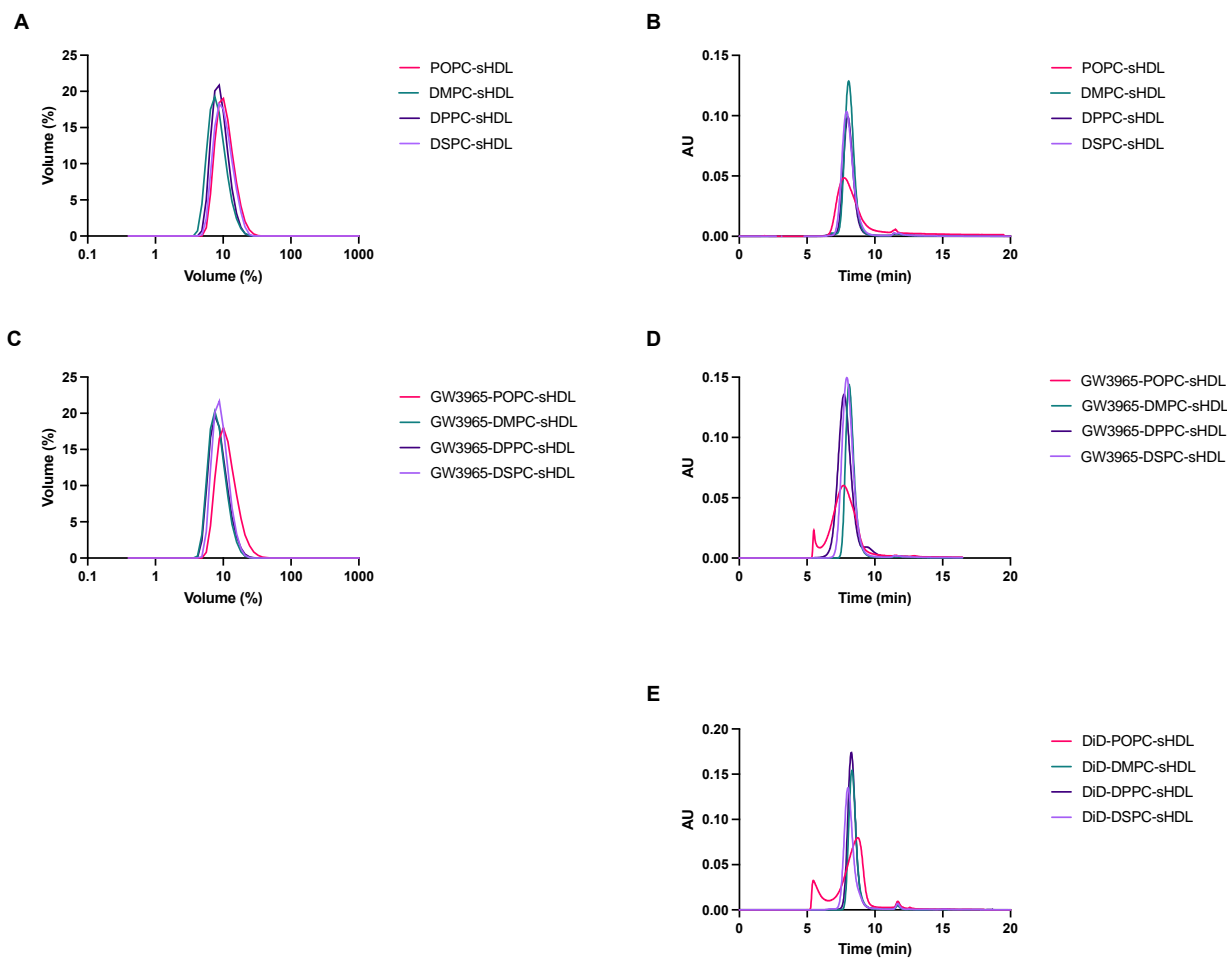 A
Volume (%)
25
20
15
10
5
0
0.1 1 10 100 1000
Volume (%)
POPC-sHDL
DMPC-sHDL
DPPC-sHDL
DSPC-sHDL
B
AU
0.15
0.10
0.05
0.00
0 5 10 15 20
Time (min)
POPC-sHDL
DMPC-sHDL
DPPC-sHDL
DSPC-sHDL
C
Volume (%)
25
20
15
10
5
0
0.1 1 10 100 1000
Volume (%)
GW3965-POPC-sHDL
GW3965-DMPC-sHDL
GW3965-DPPC-sHDL
GW3965-DSPC-sHDL
D
AU
0.15
0.10
0.05
0.00
0 5 10 15 20
Time (min)
GW3965-POPC-sHDL
GW3965-DMPC-sHDL
GW3965-DPPC-sHDL
GW3965-DSPC-sHDL
E
AU
0.20
0.15
0.10
0.05
0.00
0 5 10 15 20
Time (min)
DiD-POPC-sHDL
DiD-DMPC-sHDL
DiD-DPPC-sHDL
DiD-DSPC-sHDL